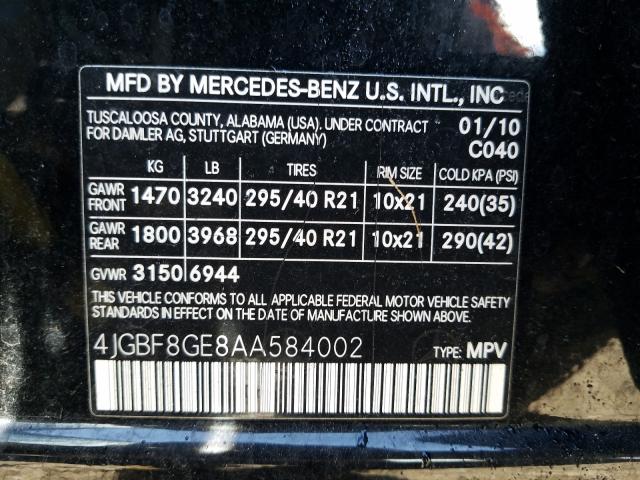 MFD BY MERCEDES-BENZ U.S. INTL., INC
TUSCALOOSA COUNTY, ALABAMA (USA). UNDER CONTRACT 01/10
FOR DAIMLER AG, STUTTGART (GERMANY) C040
KG LB TIRES RIM SIZE COLD KPA (PSI)
GAWR FRONT 1470 3240 295/40 R21 10x21 240(35)
GAWR REAR 1800 3968 295/40 R21 10x21 290(42)
GVWR 3150 6944
THIS VEHICLE CONFORMS TO ALL APPLICABLE FEDERAL MOTOR VEHICLE SAFETY
STANDARDS IN EFFECT ON THE DATE OF MANUFACTURE SHOWN ABOVE.
4JGBF8GE8AA584002 TYPE: MPV